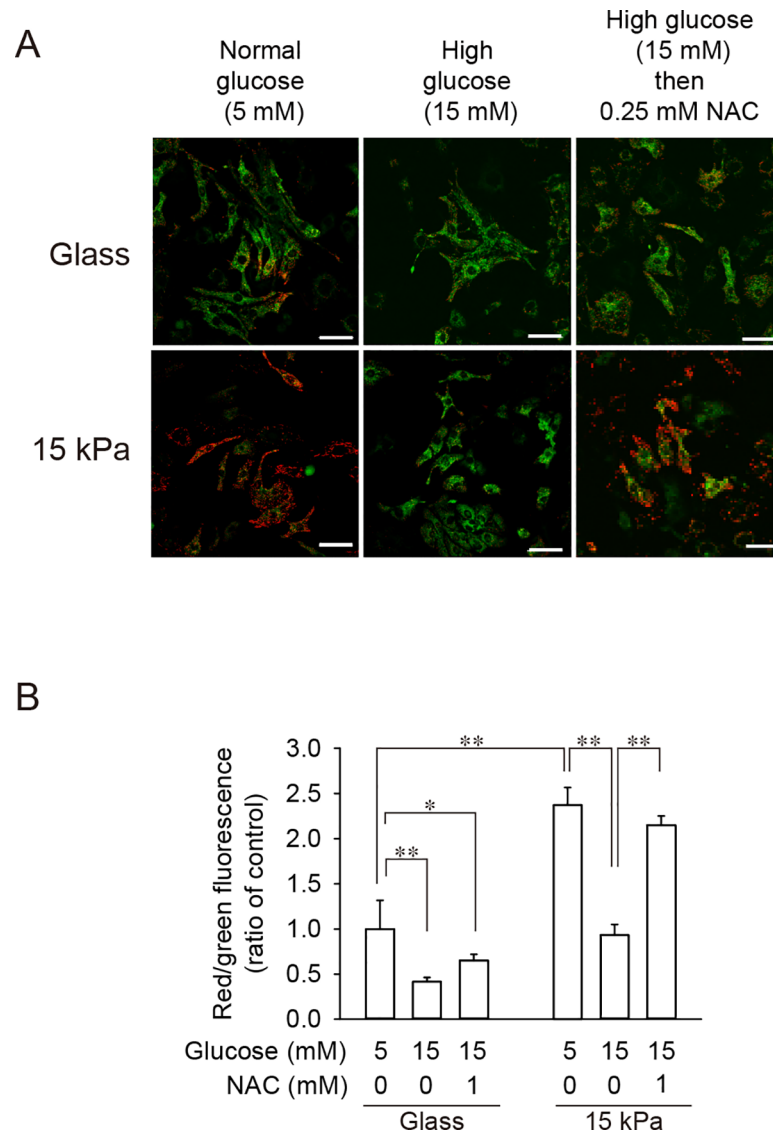 A
Normal
glucose
(5 mM)
High
glucose
(15 mM)
High glucose
(15 mM)
then
0.25 mM NAC
Glass
15 kPa
B
Red/green fluorescence
(ratio of control)
3.0
2.5
2.0
1.5
1.0
0.5
0.0
**
*
**
**
**
Glucose (mM) 5 15 15 5 15 15
NAC (mM) 0 0 1 0 0 1
Glass 15 kPa